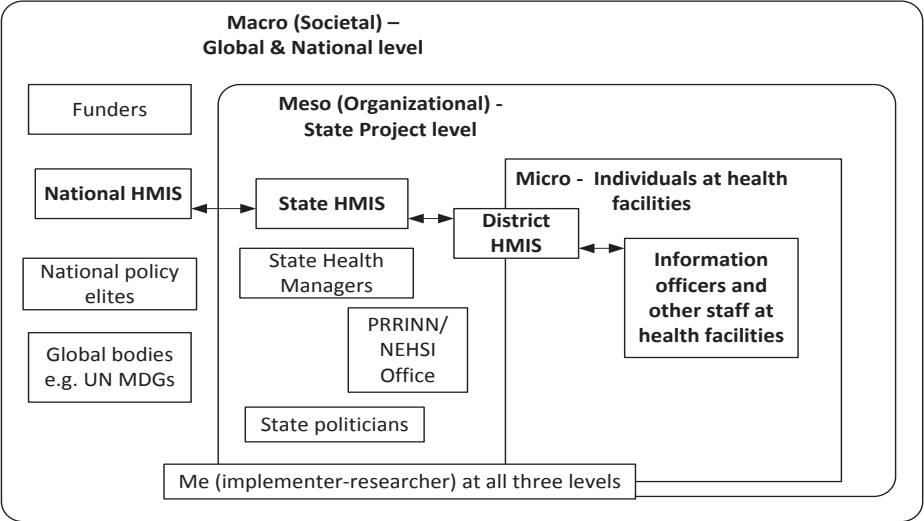 Macro (Societal) –
Global & National level
Funders
Meso (Organizational) -
State Project level
National HMIS
State HMIS
Micro - Individuals at health
facilities
District
HMIS
National policy
elites
State Health
Managers
Information
officers and
other staff at
health facilities
PRRINN/
NEHSI
Office
Global bodies
e.g. UN MDGs
State politicians
Me (implementer-researcher) at all three levels